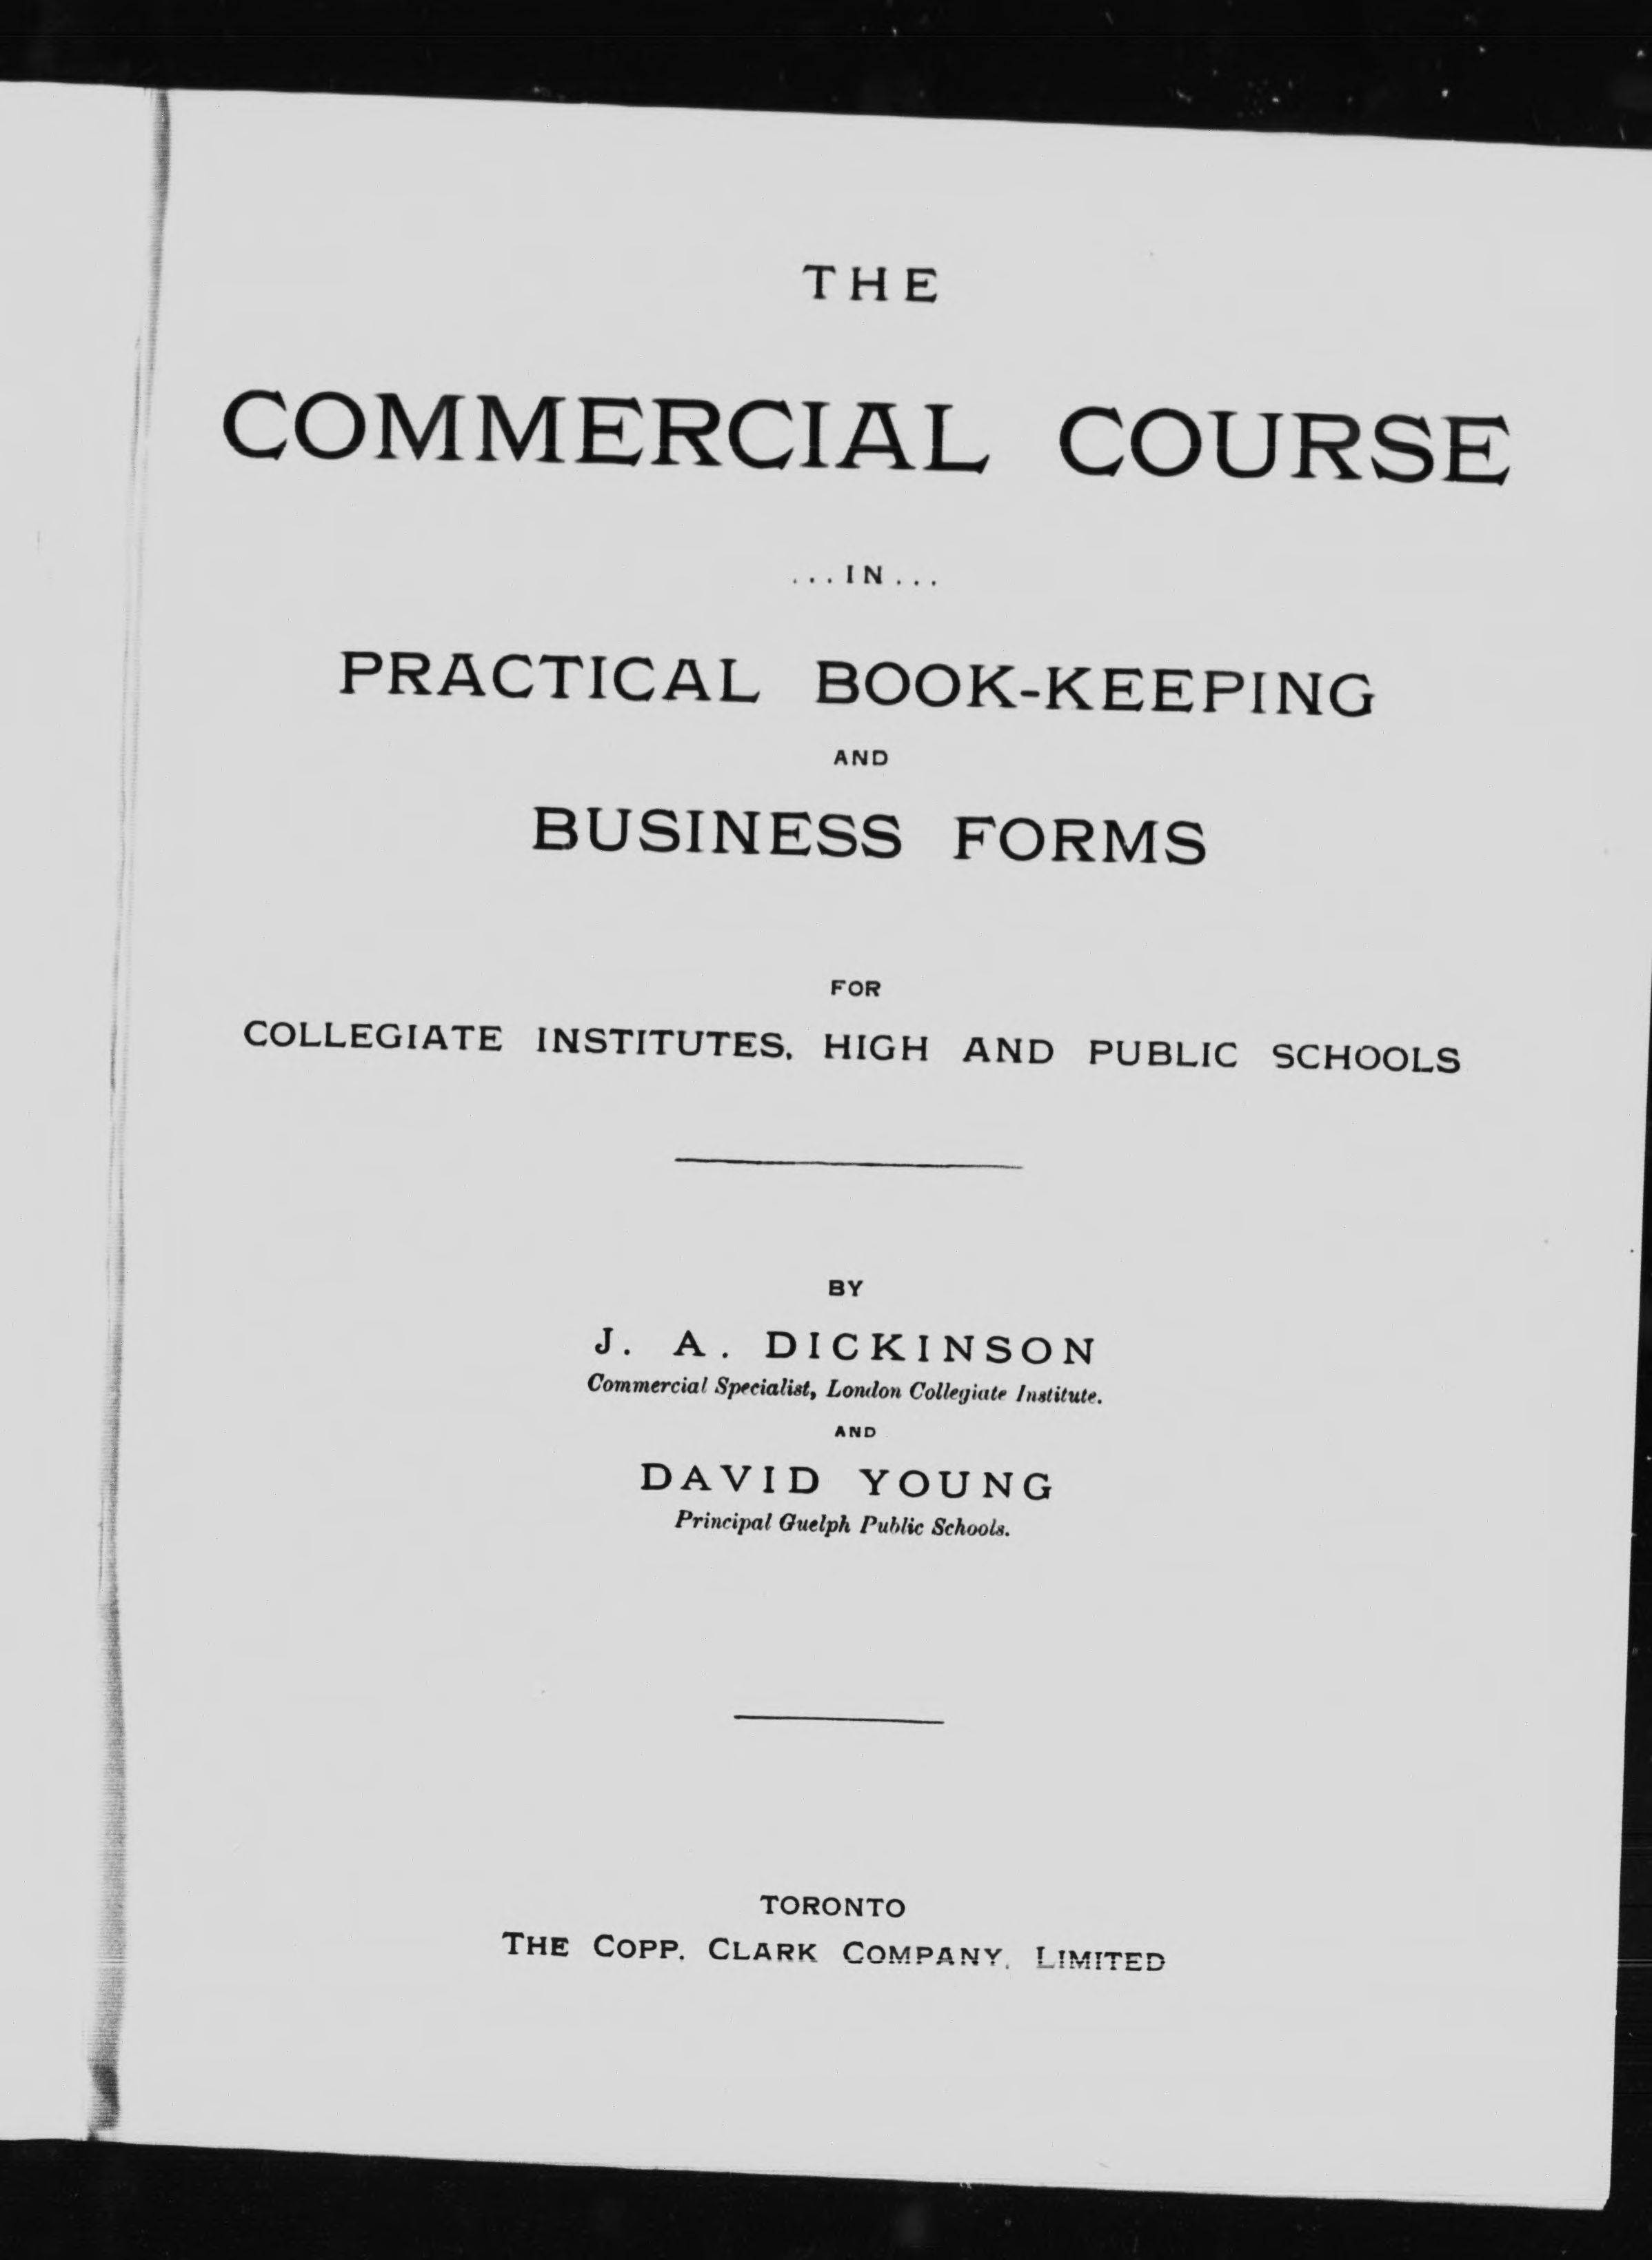 THE
COMMERCIAL COURSE
...IN...
PRACTICAL BOOK-KEEPING
AND
BUSINESS FORMS
FOR
COLLEGIATE INSTITUTES, HIGH AND PUBLIC SCHOOLS
BY
J. A. DICKINSON
Commercial Specialist, London Collegiate Institute.
AND
DAVID YOUNG
Principal Guelph Public Schools.
TORONTO
THE COPP, CLARK COMPANY, LIMITED